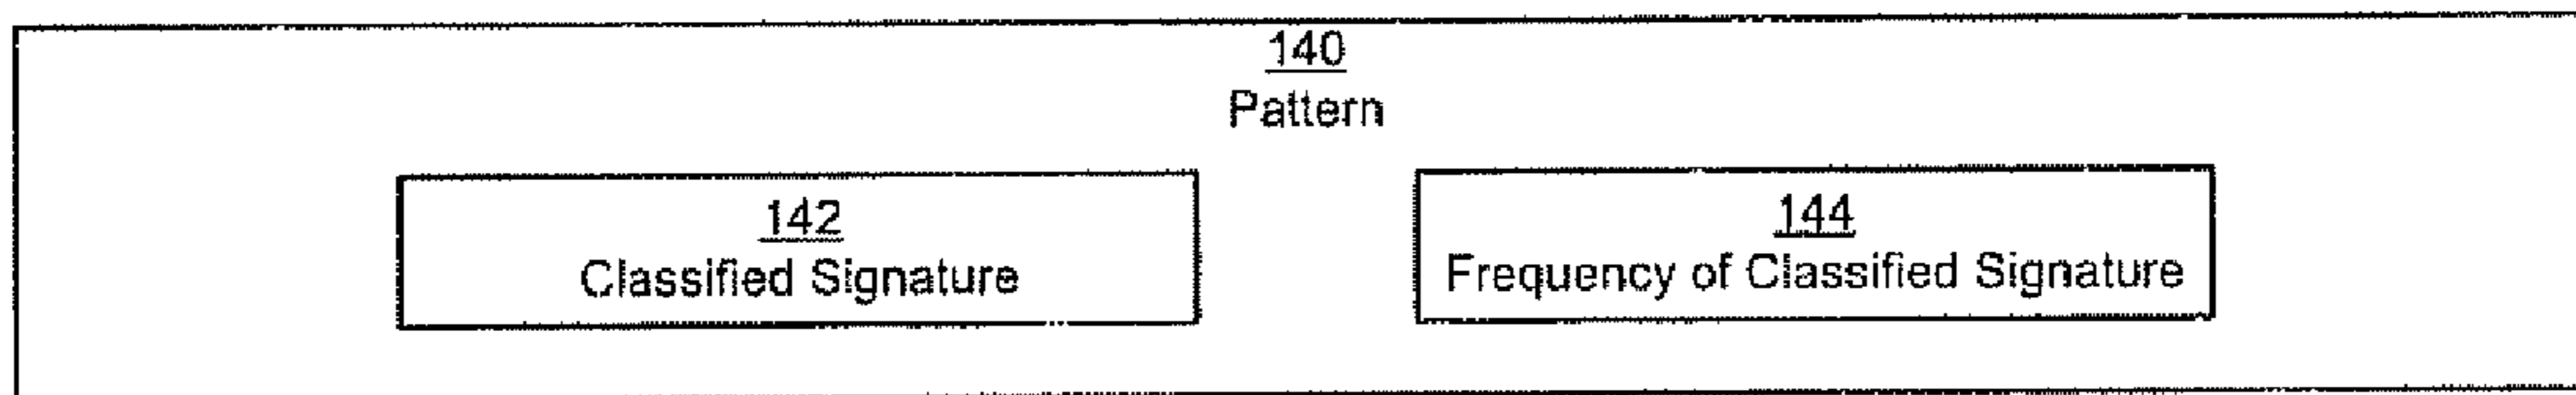 140
Pattern
142
Classified Signature
144
Frequency of Classified Signature